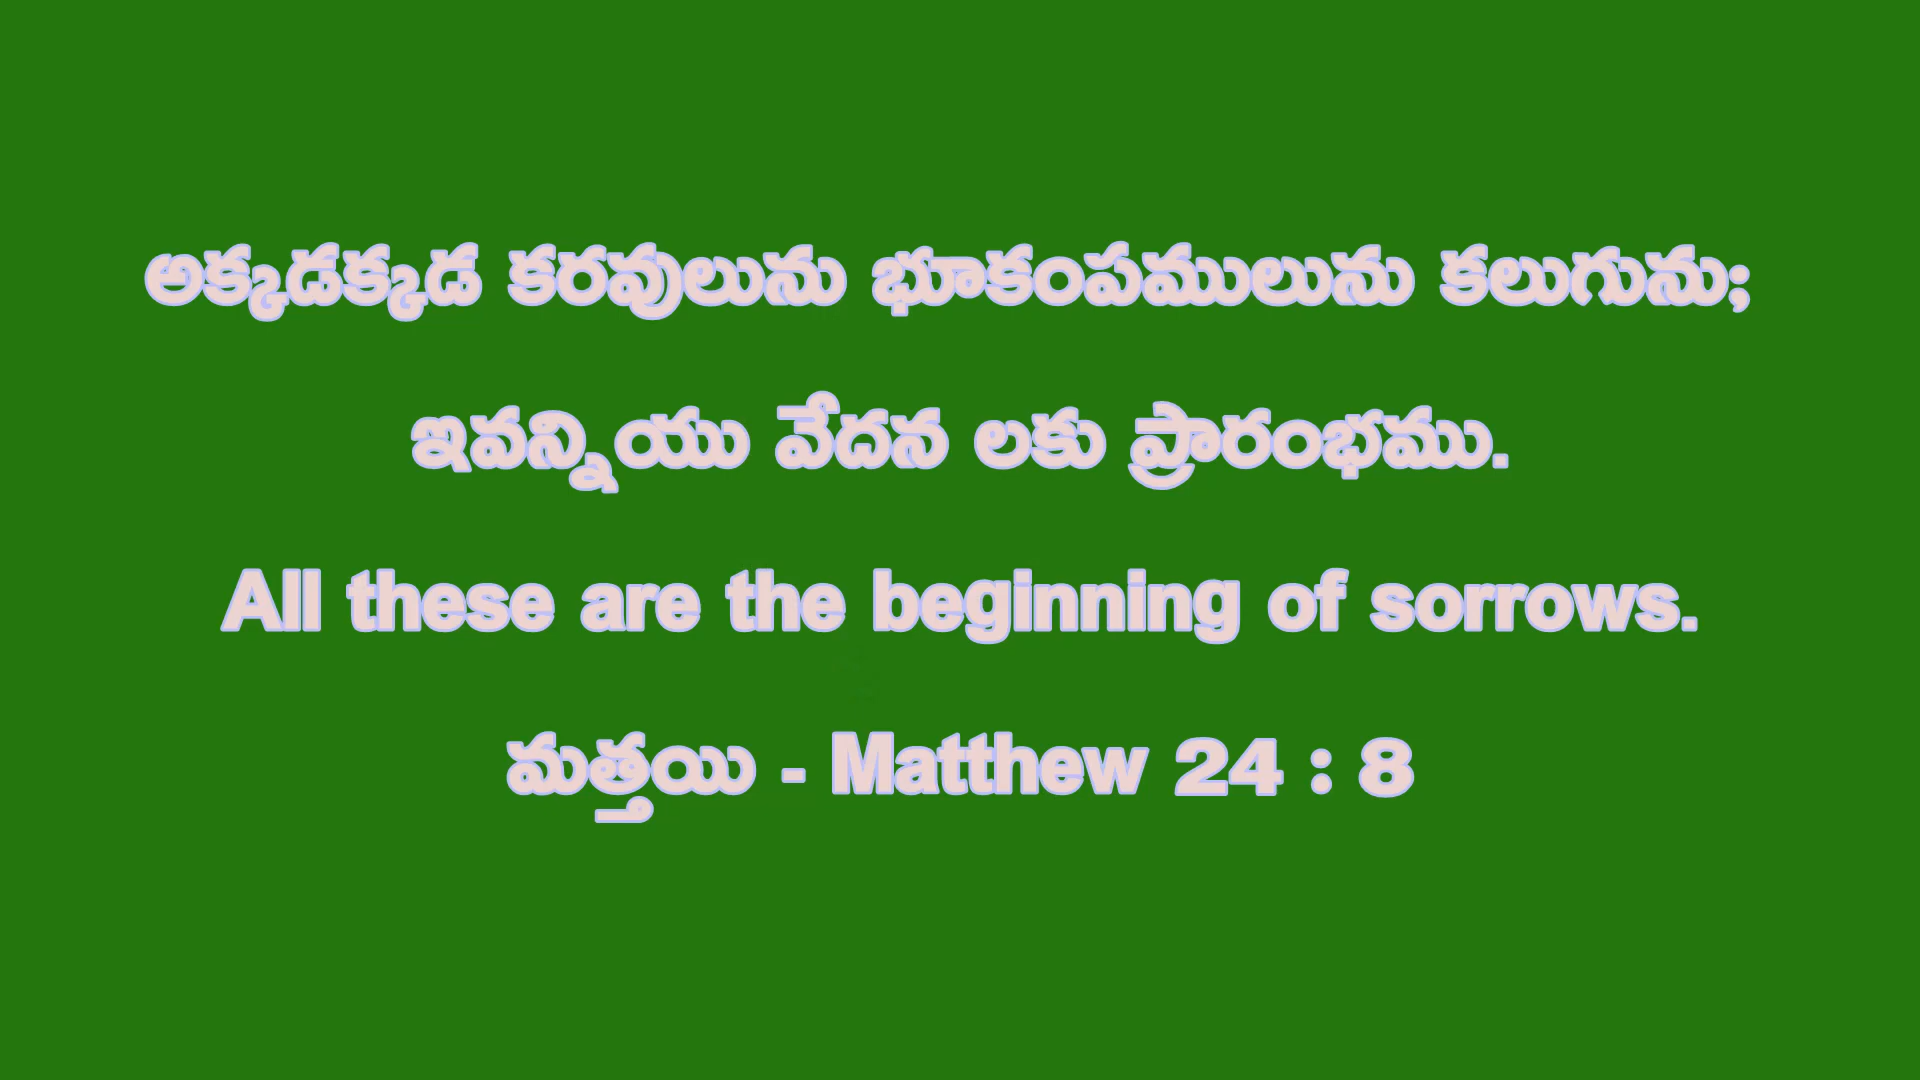 అక్కడక్కడ కరవులును భూకంపములును కలుగును;
ఇవన్నియు వేదన లకు ప్రారంభము.
All these are the beginning of sorrows.
మత్తయి - Matthew 24 : 8